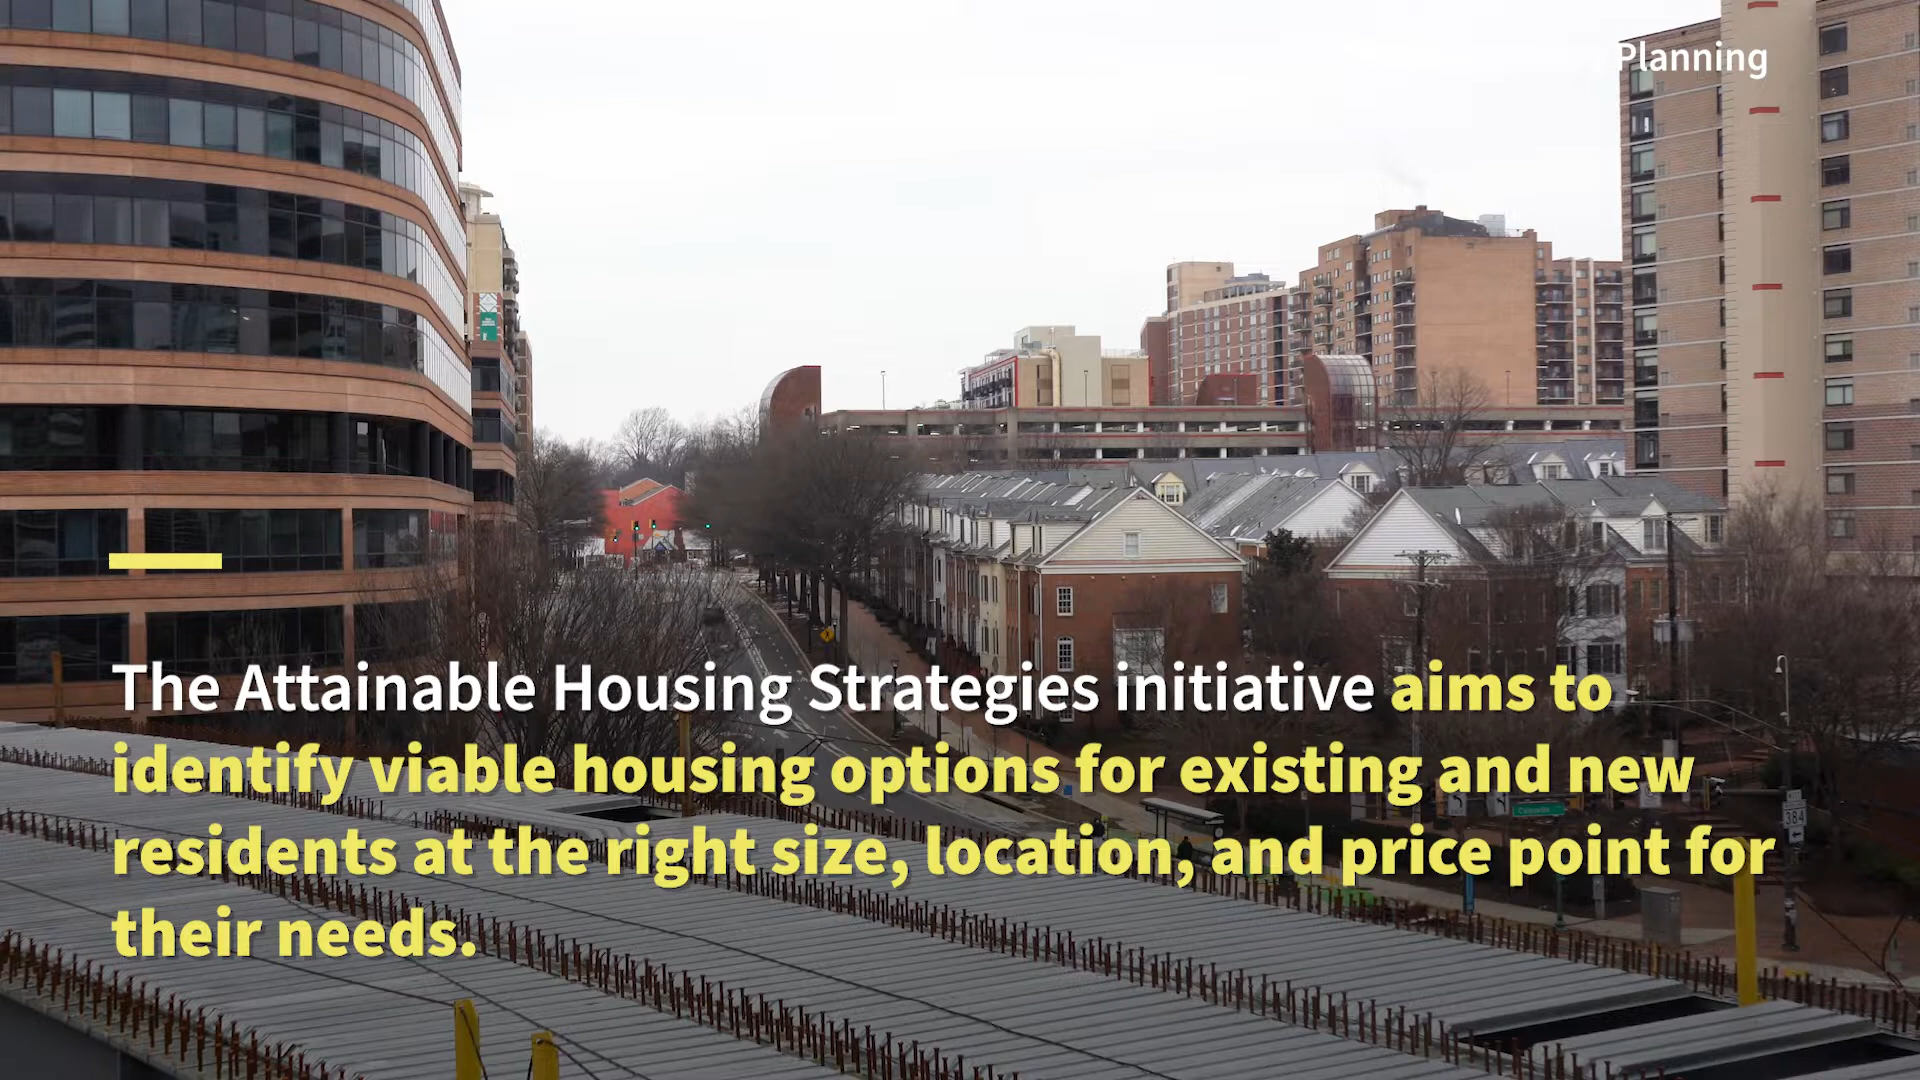 Planning
The Attainable Housing Strategies initiative aims to
identify viable housing options for existing and new
residents at the right size, location, and price point for
their needs.
384